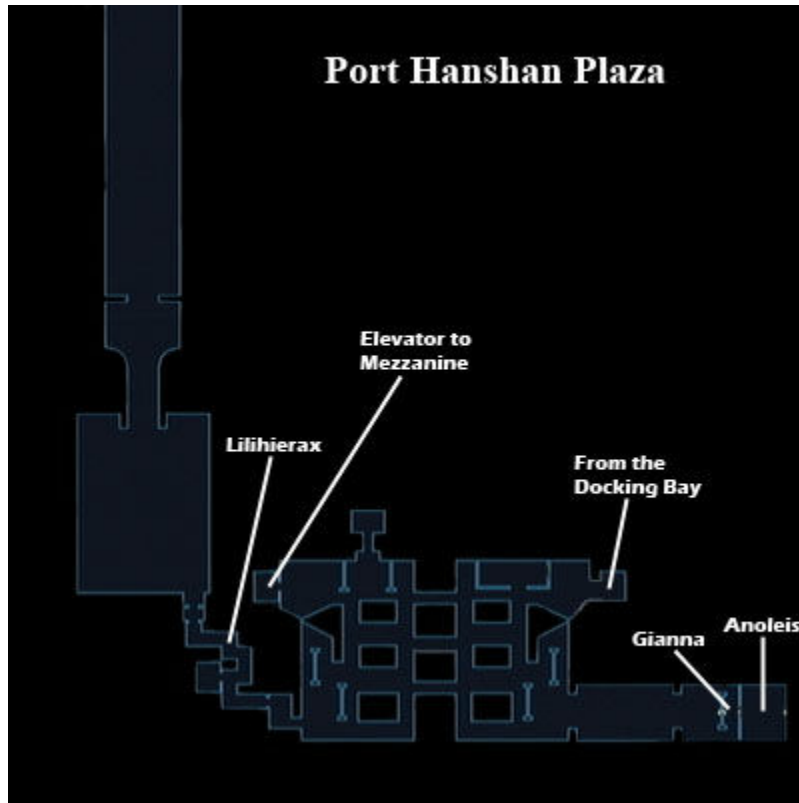 Port Hanshan Plaza
Elevator to
Mezzanine
Lilihierax
From the
Docking Bay
Gianna
Anoleis